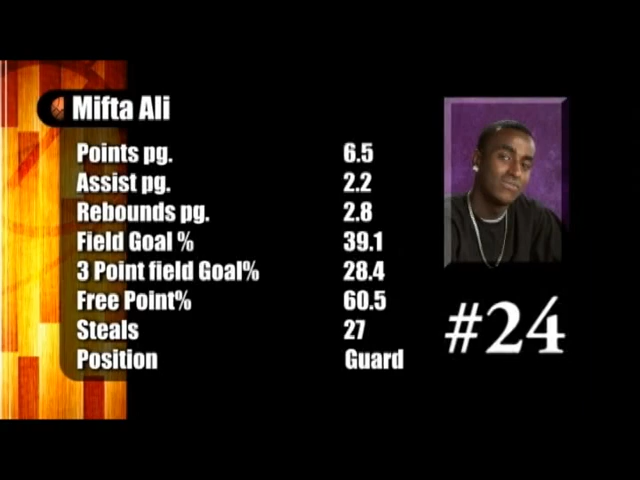 Mifta Ali
Points pg. 6.5
Assist pg. 2.2
Rebounds pg. 2.8
Field Goal % 39.1
3 Point field Goal% 28.4
Free Point% 60.5
Steals 27
Position Guard
#24